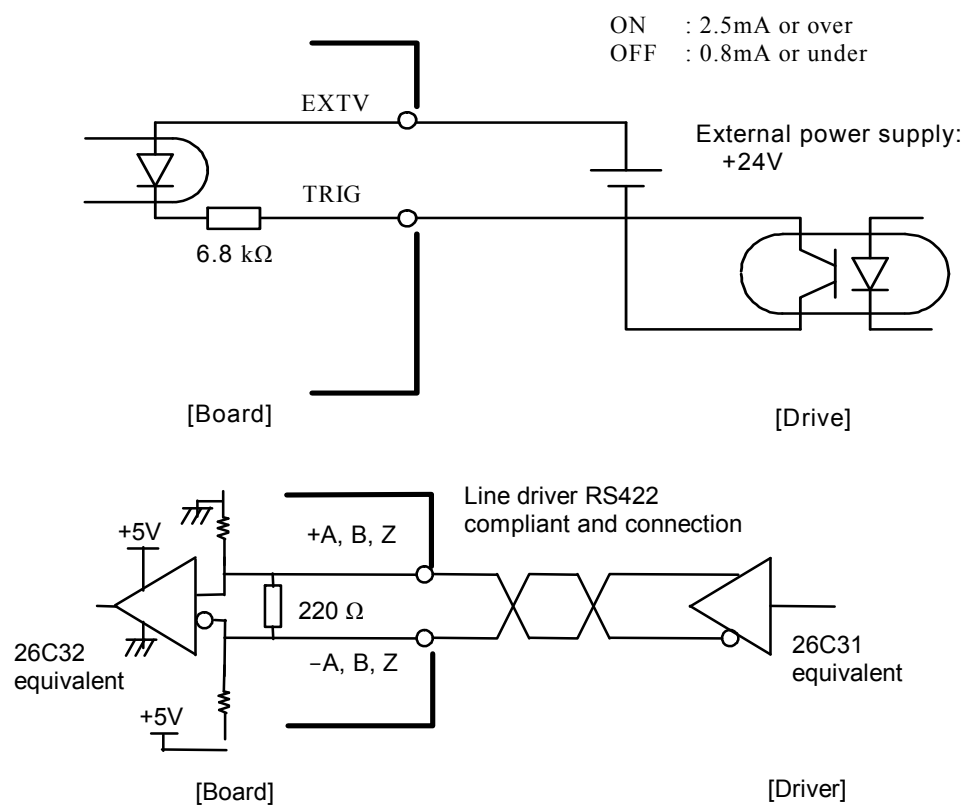 ON : 2.5mA or over
OFF : 0.8mA or under
EXTV
External power supply:
+24V
TRIG
6.8 kΩ
[Board]
[Drive]
Line driver RS422
compliant and connection
+5V
+A, B, Z
220 Ω
26C32
equivalent
−A, B, Z
26C31
equivalent
+5V
[Board]
[Driver]